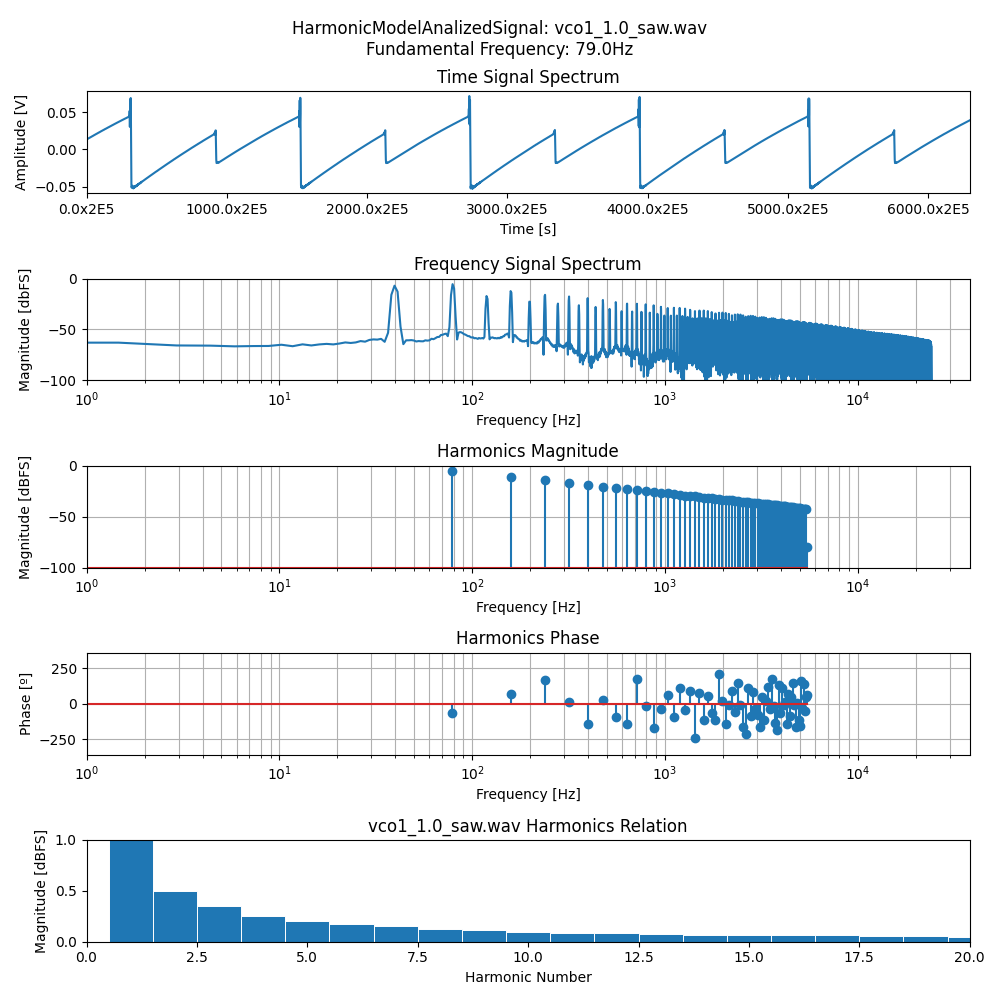 HarmonicModelAnalizedSignal: vco1_1.0_saw.wav
Fundamental Frequency: 79.0Hz
Time Signal Spectrum
Amplitude [V]
0.05
0.00
−0.05
0.0x2E5 1000.0x2E5 2000.0x2E5 3000.0x2E5 4000.0x2E5 5000.0x2E5 6000.0x2E5
Time [s]
Frequency Signal Spectrum
Magnitude [dbFS]
0
−50
−100
10^0 10^1 10^2 10^3 10^4
Frequency [Hz]
Harmonics Magnitude
Magnitude [dBFS]
0
−50
−100
10^0 10^1 10^2 10^3 10^4
Frequency [Hz]
Harmonics Phase
Phase [º]
250
0
−250
10^0 10^1 10^2 10^3 10^4
Frequency [Hz]
vco1_1.0_saw.wav Harmonics Relation
Magnitude [dBFS]
1.0
0.5
0.0
0.0 2.5 5.0 7.5 10.0 12.5 15.0 17.5 20.0
Harmonic Number